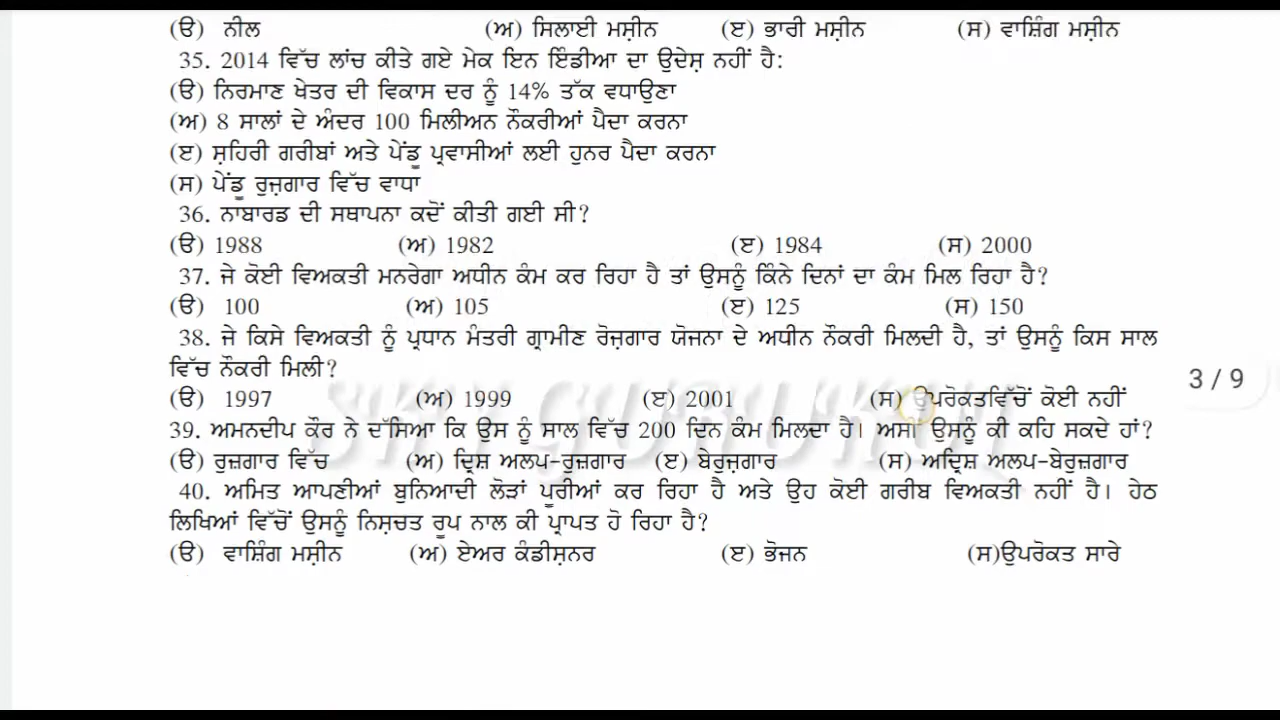 (ੳ) ਨੀਲ (ਅ) ਸਿਲਾਈ ਮਸ਼ੀਨ (ੲ) ਭਾਰੀ ਮਸ਼ੀਨ (ਸ) ਵਾਸ਼ਿੰਗ ਮਸ਼ੀਨ
35. 2014 ਵਿੱਚ ਲਾਂਚ ਕੀਤੇ ਗਏ ਮੇਕ ਇਨ ਇੰਡੀਆ ਦਾ ਉਦੇਸ਼ ਨਹੀਂ ਹੈ:
(ੳ) ਨਿਰਮਾਣ ਖੇਤਰ ਦੀ ਵਿਕਾਸ ਦਰ ਨੂੰ 14% ਤੱਕ ਵਧਾਉਣਾ
(ਅ) 8 ਸਾਲਾਂ ਦੇ ਅੰਦਰ 100 ਮਿਲੀਅਨ ਨੌਕਰੀਆਂ ਪੈਦਾ ਕਰਨਾ
(ੲ) ਸ਼ਹਿਰੀ ਗਰੀਬਾਂ ਅਤੇ ਪੇਂਡੂ ਪ੍ਰਵਾਸੀਆਂ ਲਈ ਹੁਨਰ ਪੈਦਾ ਕਰਨਾ
(ਸ) ਪੇਂਡੂ ਰੁਜ਼ਗਾਰ ਵਿੱਚ ਵਾਧਾ
36. ਨਾਬਾਰਡ ਦੀ ਸਥਾਪਨਾ ਕਦੋਂ ਕੀਤੀ ਗਈ ਸੀ?
(ੳ) 1988 (ਅ) 1982 (ੲ) 1984 (ਸ) 2000
37. ਜੇ ਕੋਈ ਵਿਅਕਤੀ ਮਨਰੇਗਾ ਅਧੀਨ ਕੰਮ ਕਰ ਰਿਹਾ ਹੈ ਤਾਂ ਉਸਨੂੰ ਕਿੰਨੇ ਦਿਨਾਂ ਦਾ ਕੰਮ ਮਿਲ ਰਿਹਾ ਹੈ?
(ੳ) 100 (ਅ) 105 (ੲ) 125 (ਸ) 150
38. ਜੇ ਕਿਸੇ ਵਿਅਕਤੀ ਨੂੰ ਪ੍ਰਧਾਨ ਮੰਤਰੀ ਗ੍ਰਾਮੀਣ ਰੋਜ਼ਗਾਰ ਯੋਜਨਾ ਦੇ ਅਧੀਨ ਨੌਕਰੀ ਮਿਲਦੀ ਹੈ, ਤਾਂ ਉਸਨੂੰ ਕਿਸ ਸਾਲ
ਵਿੱਚ ਨੌਕਰੀ ਮਿਲੀ?
3 / 9
(ੳ) 1997 (ਅ) 1999 (ੲ) 2001 (ਸ) ਉਪਰੋਕਤਵਿੱਚੋਂ ਕੋਈ ਨਹੀਂ
39. ਅਮਨਦੀਪ ਕੌਰ ਨੇ ਦੱਸਿਆ ਕਿ ਉਸ ਨੂੰ ਸਾਲ ਵਿੱਚ 200 ਦਿਨ ਕੰਮ ਮਿਲਦਾ ਹੈ। ਅਸੀਂ ਉਸਨੂੰ ਕੀ ਕਹਿ ਸਕਦੇ ਹਾਂ?
(ੳ) ਰੁਜ਼ਗਾਰ ਵਿੱਚ (ਅ) ਦ੍ਰਿਸ਼ ਅਲਪ-ਰੁਜ਼ਗਾਰ (ੲ) ਬੇਰੁਜ਼ਗਾਰ (ਸ) ਅਦ੍ਰਿਸ਼ ਅਲਪ-ਬੇਰੁਜ਼ਗਾਰ
40. ਅਮਿਤ ਆਪਣੀਆਂ ਬੁਨਿਆਦੀ ਲੋੜਾਂ ਪੂਰੀਆਂ ਕਰ ਰਿਹਾ ਹੈ ਅਤੇ ਉਹ ਕੋਈ ਗਰੀਬ ਵਿਅਕਤੀ ਨਹੀਂ ਹੈ। ਹੇਠ
ਲਿਖਿਆਂ ਵਿੱਚੋਂ ਉਸਨੂੰ ਨਿਸ਼ਚਤ ਰੂਪ ਨਾਲ ਕੀ ਪ੍ਰਾਪਤ ਹੋ ਰਿਹਾ ਹੈ?
(ੳ) ਵਾਸ਼ਿੰਗ ਮਸ਼ੀਨ (ਅ) ਏਅਰ ਕੰਡੀਸ਼ਨਰ (ੲ) ਭੋਜਨ (ਸ)ਉਪਰੋਕਤ ਸਾਰੇ